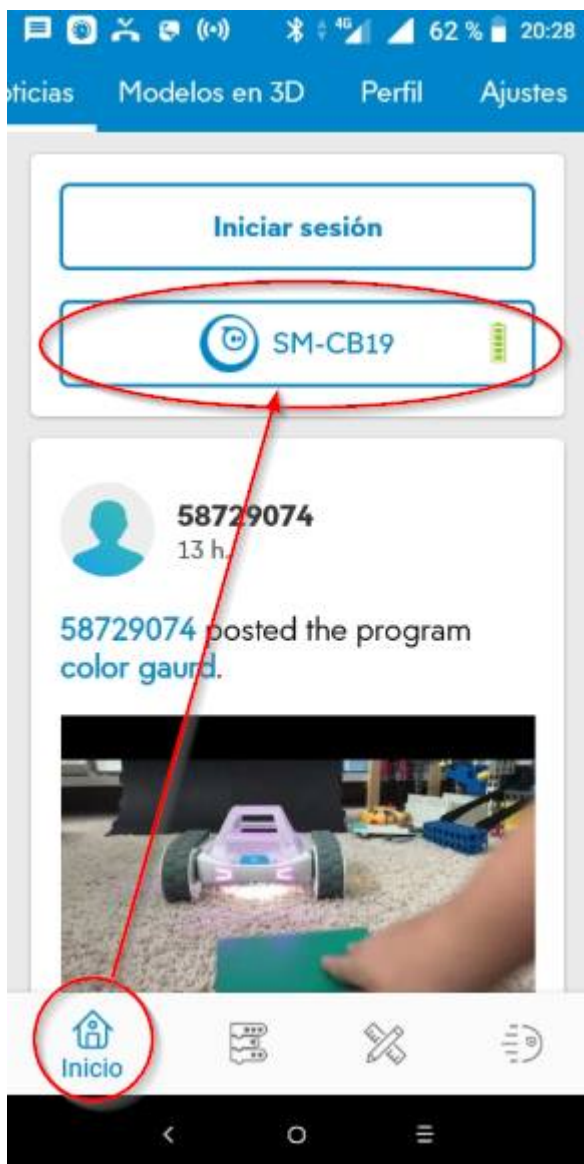 4G 62 % 20:28
oticias Modelos en 3D Perfil Ajustes
Iniciar sesión
SM-CB19
58729074
13 h.
58729074 posted the program
color gaurd.
Inicio